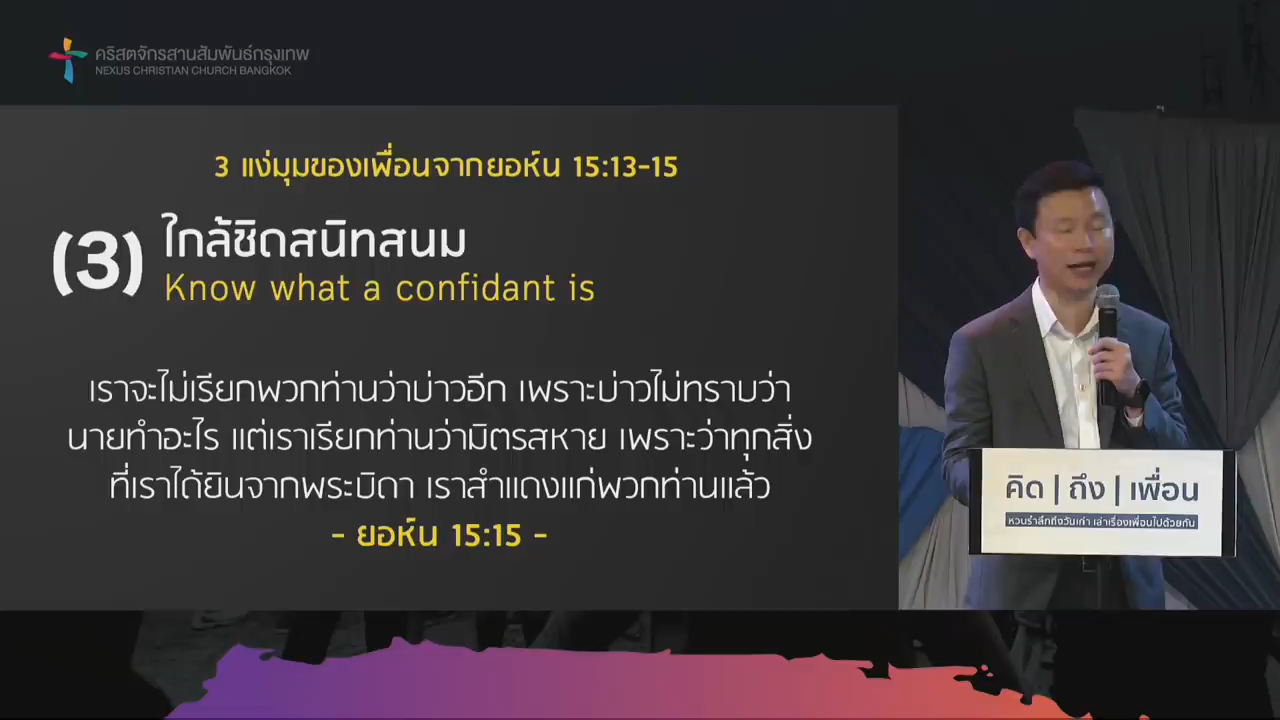 คริสตจักรสานสัมพันธ์กรุงเทพ
NEXUS CHRISTIAN CHURCH BANGKOK
3 แง่มุมของเพื่อนจากยอห์น 15:13-15
(3) ใกล้ชิดสนิทสนม
Know what a confidant is
เราจะไม่เรียกพวกท่านว่าบ่าวอีก เพราะบ่าวไม่ทราบว่า
นายทำอะไร แต่เราเรียกท่านว่ามิตรสหาย เพราะว่าทุกสิ่ง
ที่เราได้ยินจากพระบิดา เราสำแดงแก่พวกท่านแล้ว
- ยอห์น 15:15 -
คิด | ถึง | เพื่อน
หวนรำลึกถึงวันเก่า เล่าเรื่องเพื่อนไปด้วยกัน